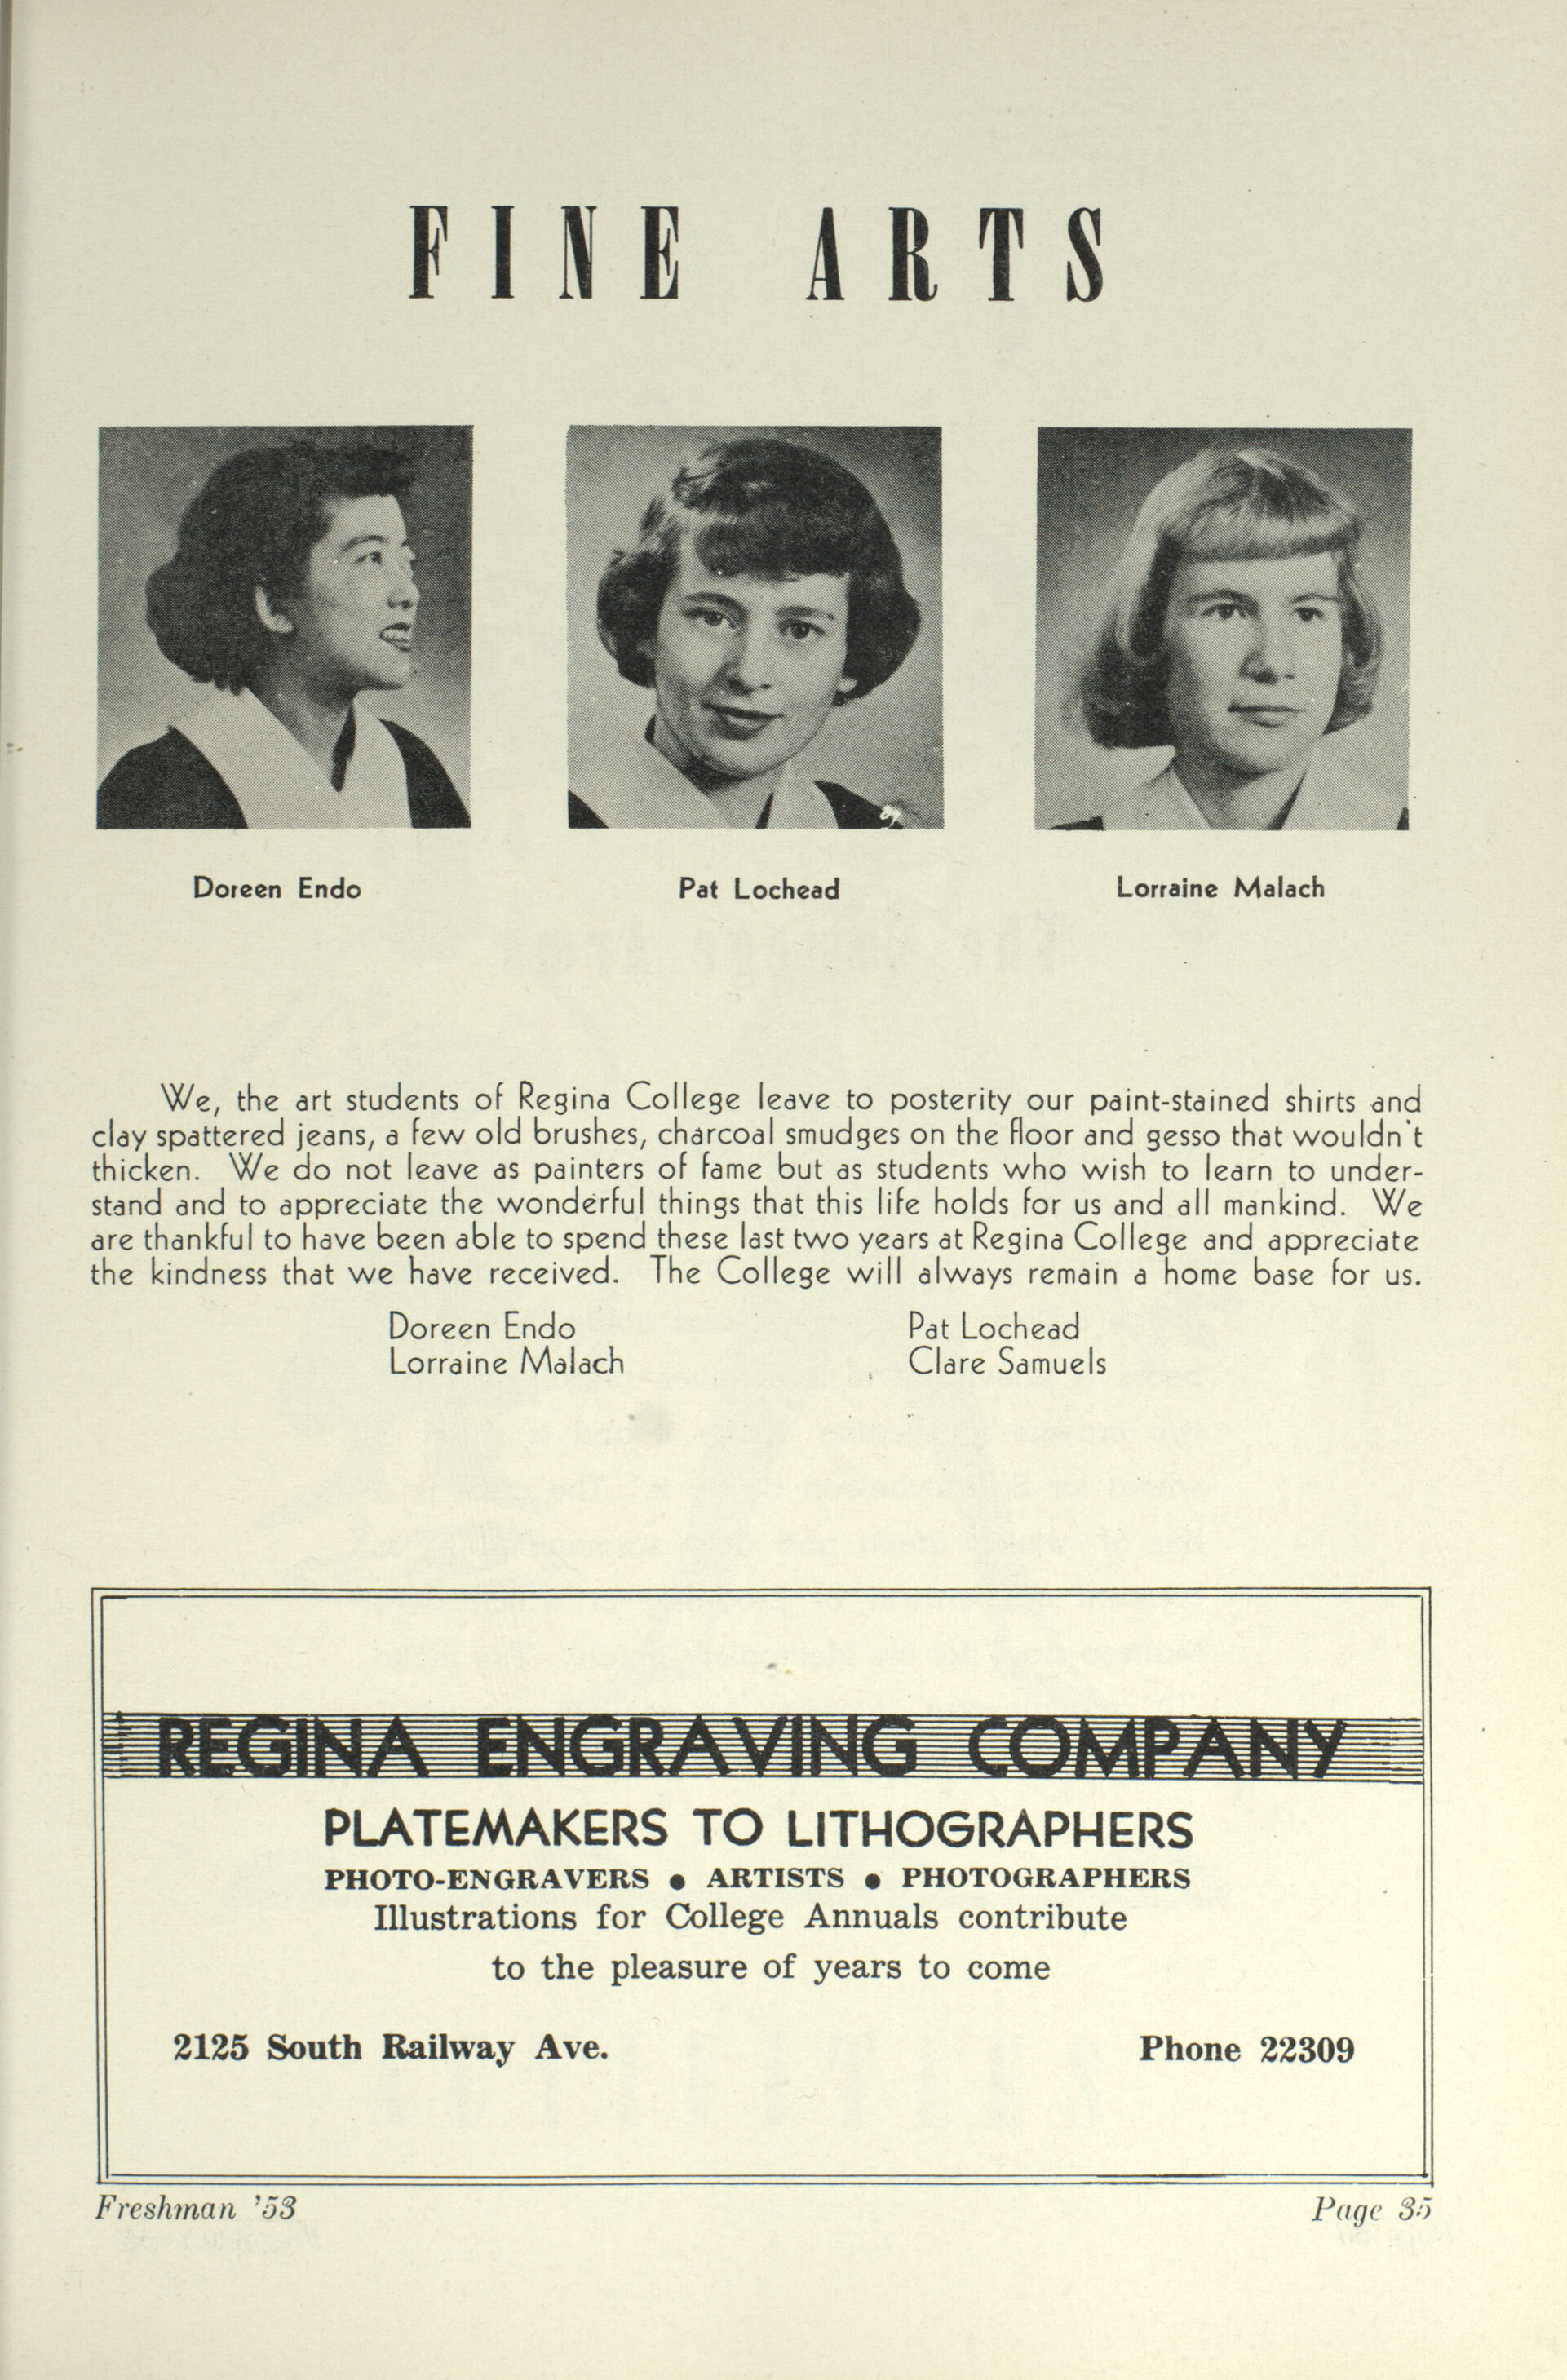 FINE ARTS
Doreen Endo
Pat Lochead
Lorraine Malach
We, the art students of Regina College leave to posterity our paint-stained shirts and
clay spattered jeans, a few old brushes, charcoal smudges on the floor and gesso that wouldn't
thicken. We do not leave as painters of fame but as students who wish to learn to under-
stand and to appreciate the wonderful things that this life holds for us and all mankind. We
are thankful to have been able to spend these last two years at Regina College and appreciate
the kindness that we have received. The College will always remain a home base for us.
Doreen Endo
Pat Lochead
Lorraine Malach
Clare Samuels
REGINA ENGRAVING COMPANY
PLATEMAKERS TO LITHOGRAPHERS
PHOTO-ENGRAVERS ● ARTISTS ● PHOTOGRAPHERS
Illustrations for College Annuals contribute
to the pleasure of years to come
2125 South Railway Ave.
Phone 22309
Freshman '53
Page 35